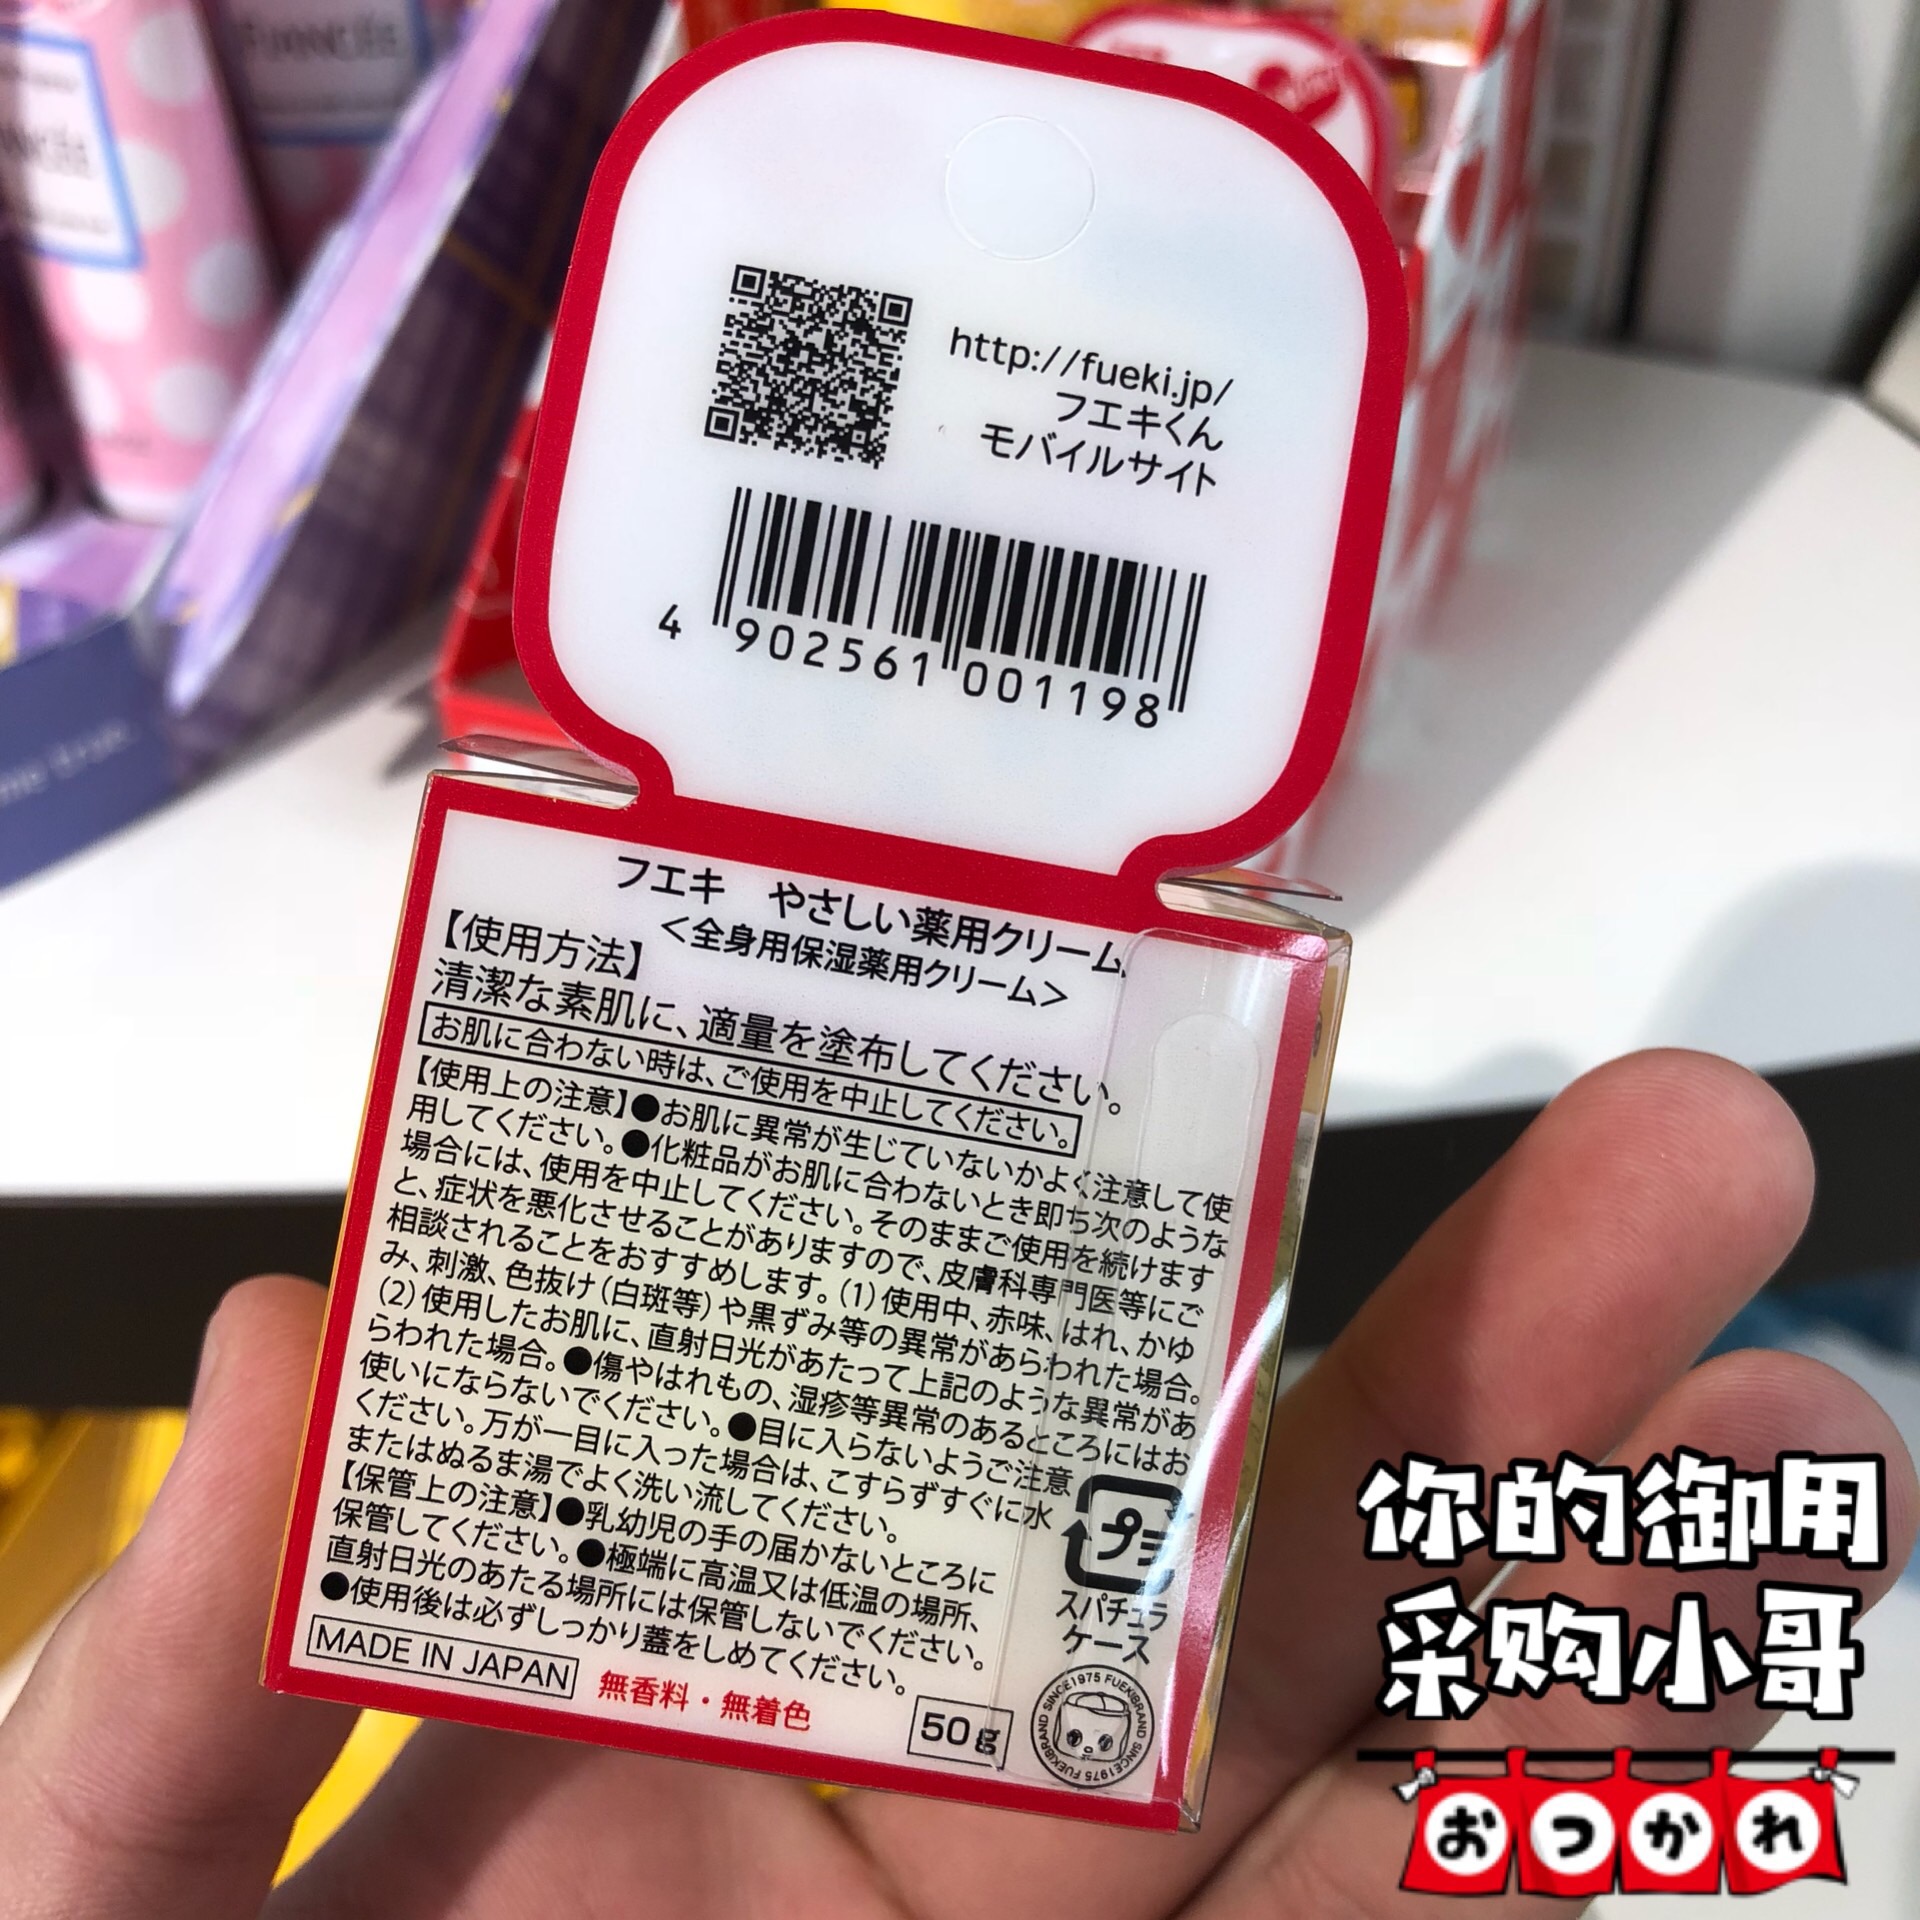 FIANCÉE
http://fueki.jp/
フエキくん
モバイルサイト
4 902561 001198
フエキ やさしい薬用クリーム
<全身用保湿薬用クリーム>
【使用方法】
清潔な素肌に、適量を塗布してください。
お肌に合わない時は、ご使用を中止してください。
【使用上の注意】●お肌に異常が生じていないかよく注意して使
用してください。●化粧品がお肌に合わないとき即ち次のような
場合には、使用を中止してください。そのままご使用を続けます
と、症状を悪化させることがありますので、皮膚科専門医等にご
相談されることをおすすめします。(1)使用中、赤味、はれ、かゆ
み、刺激、色抜け(白斑等)や黒ずみ等の異常があらわれた場合。
(2)使用したお肌に、直射日光があたって上記のような異常があ
らわれた場合。●傷やはれもの、湿疹等異常のあるところにはお
使いにならないでください。●目に入らないようご注意
ください。万が一目に入った場合は、こすらずすぐに水
またはぬるま湯でよく洗い流してください。
【保管上の注意】●乳幼児の手の届かないところに
保管してください。●極端に高温又は低温の場所、
直射日光のあたる場所には保管しないでください。
●使用後は必ずしっかり蓋をしめてください。
プラ
スパチュラ
ケース
MADE IN JAPAN
無香料・無着色
50g
FUEKIBRAND SINCE1975 FUEKIBRAND SINCE1975
你的御用
采购小哥
おつかれ